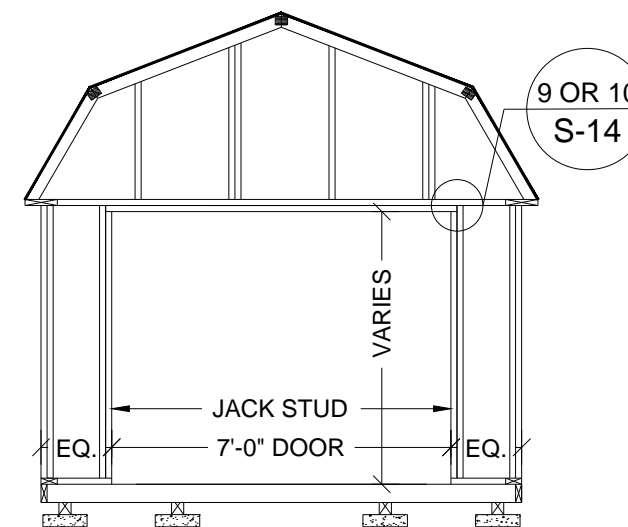 9 OR 10
S-14
VARIES
JACK STUD
EQ. 7'-0" DOOR EQ.